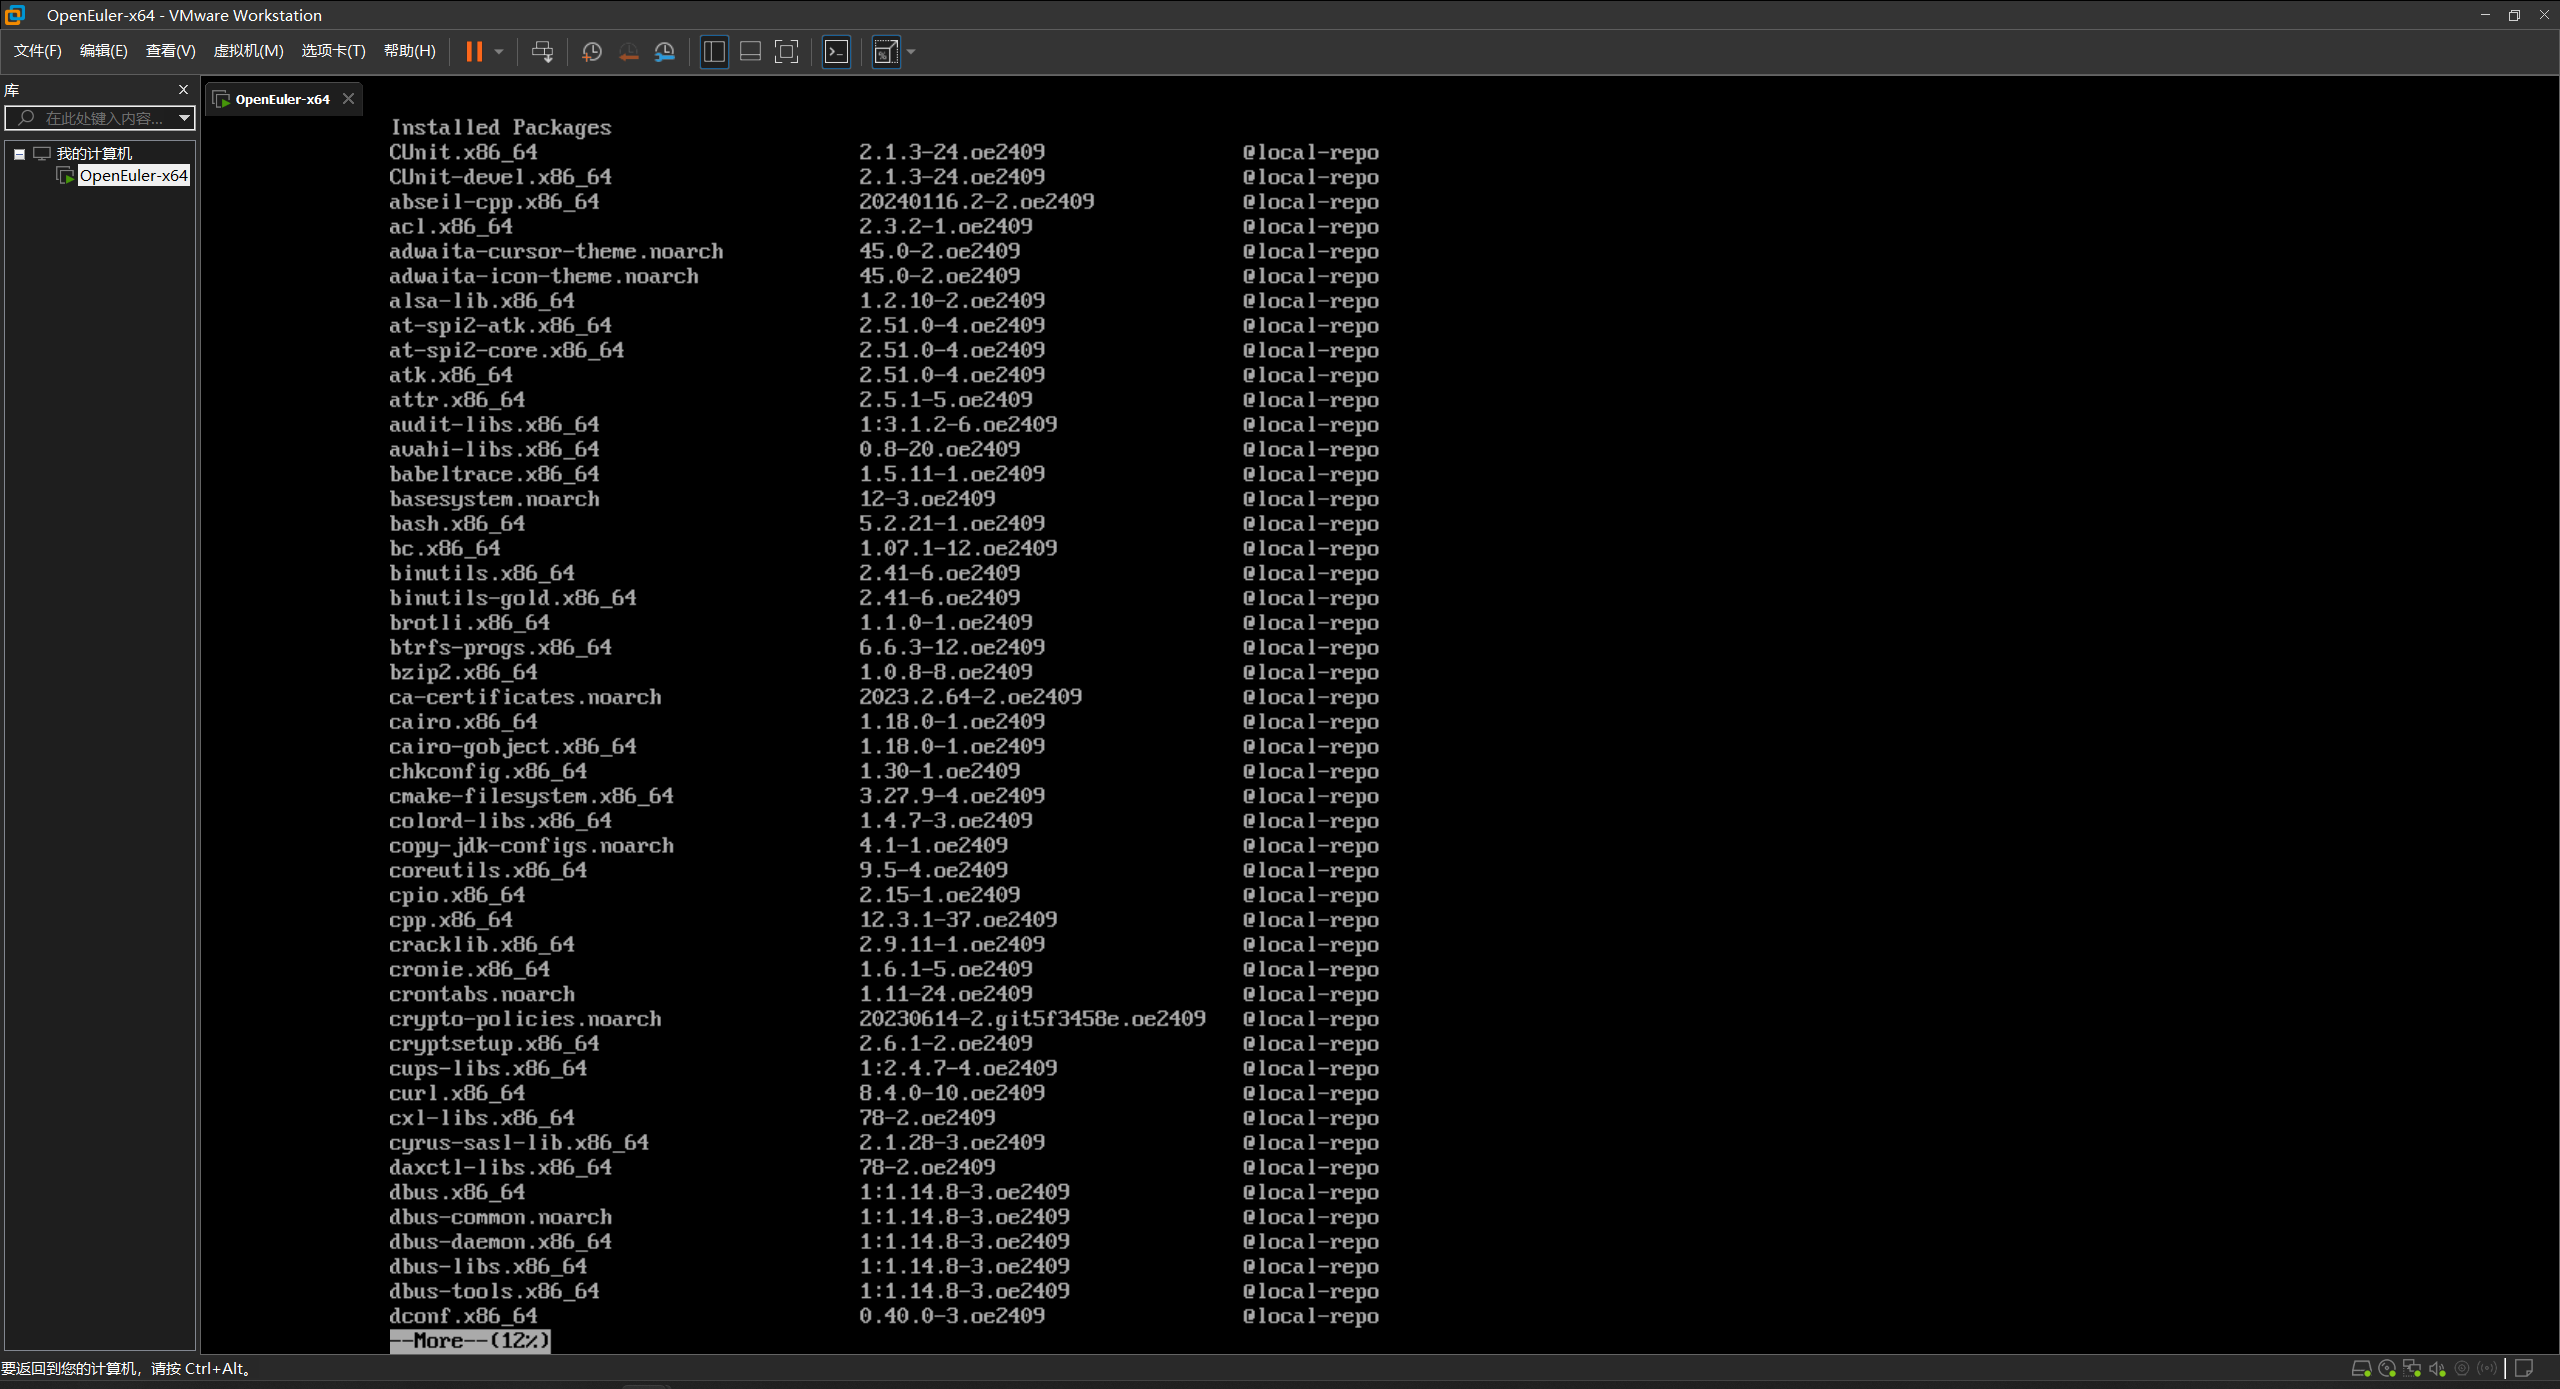 OpenEuler-x64 - VMware Workstation
文件(F) 编辑(E) 查看(V) 虚拟机(M) 选项卡(T) 帮助(H)
库
在此处键入内容...
我的计算机
OpenEuler-x64
OpenEuler-x64
Installed Packages
CUnit.x86_64 2.1.3-24.oe2409 @local-repo
CUnit-devel.x86_64 2.1.3-24.oe2409 @local-repo
abseil-cpp.x86_64 20240116.2-2.oe2409 @local-repo
acl.x86_64 2.3.2-1.oe2409 @local-repo
adwaita-cursor-theme.noarch 45.0-2.oe2409 @local-repo
adwaita-icon-theme.noarch 45.0-2.oe2409 @local-repo
alsa-lib.x86_64 1.2.10-2.oe2409 @local-repo
at-spi2-atk.x86_64 2.51.0-4.oe2409 @local-repo
at-spi2-core.x86_64 2.51.0-4.oe2409 @local-repo
atk.x86_64 2.51.0-4.oe2409 @local-repo
attr.x86_64 2.5.1-5.oe2409 @local-repo
audit-libs.x86_64 1:3.1.2-6.oe2409 @local-repo
avahi-libs.x86_64 0.8-20.oe2409 @local-repo
babeltrace.x86_64 1.5.11-1.oe2409 @local-repo
basesystem.noarch 12-3.oe2409 @local-repo
bash.x86_64 5.2.21-1.oe2409 @local-repo
bc.x86_64 1.07.1-12.oe2409 @local-repo
binutils.x86_64 2.41-6.oe2409 @local-repo
binutils-gold.x86_64 2.41-6.oe2409 @local-repo
brotli.x86_64 1.1.0-1.oe2409 @local-repo
btrfs-progs.x86_64 6.6.3-12.oe2409 @local-repo
bzip2.x86_64 1.0.8-8.oe2409 @local-repo
ca-certificates.noarch 2023.2.64-2.oe2409 @local-repo
cairo.x86_64 1.18.0-1.oe2409 @local-repo
cairo-gobject.x86_64 1.18.0-1.oe2409 @local-repo
chkconfig.x86_64 1.30-1.oe2409 @local-repo
cmake-filesystem.x86_64 3.27.9-4.oe2409 @local-repo
colord-libs.x86_64 1.4.7-3.oe2409 @local-repo
copy-jdk-configs.noarch 4.1-1.oe2409 @local-repo
coreutils.x86_64 9.5-4.oe2409 @local-repo
cpio.x86_64 2.15-1.oe2409 @local-repo
cpp.x86_64 12.3.1-37.oe2409 @local-repo
cracklib.x86_64 2.9.11-1.oe2409 @local-repo
cronie.x86_64 1.6.1-5.oe2409 @local-repo
crontabs.noarch 1.11-24.oe2409 @local-repo
crypto-policies.noarch 20230614-2.git5f3458e.oe2409 @local-repo
cryptsetup.x86_64 2.6.1-2.oe2409 @local-repo
cups-libs.x86_64 1:2.4.7-4.oe2409 @local-repo
curl.x86_64 8.4.0-10.oe2409 @local-repo
cxl-libs.x86_64 78-2.oe2409 @local-repo
cyrus-sasl-lib.x86_64 2.1.28-3.oe2409 @local-repo
daxctl-libs.x86_64 78-2.oe2409 @local-repo
dbus.x86_64 1:1.14.8-3.oe2409 @local-repo
dbus-common.noarch 1:1.14.8-3.oe2409 @local-repo
dbus-daemon.x86_64 1:1.14.8-3.oe2409 @local-repo
dbus-libs.x86_64 1:1.14.8-3.oe2409 @local-repo
dbus-tools.x86_64 1:1.14.8-3.oe2409 @local-repo
dconf.x86_64 0.40.0-3.oe2409 @local-repo
--More--(12%)
要返回到您的计算机，请按 Ctrl+Alt。